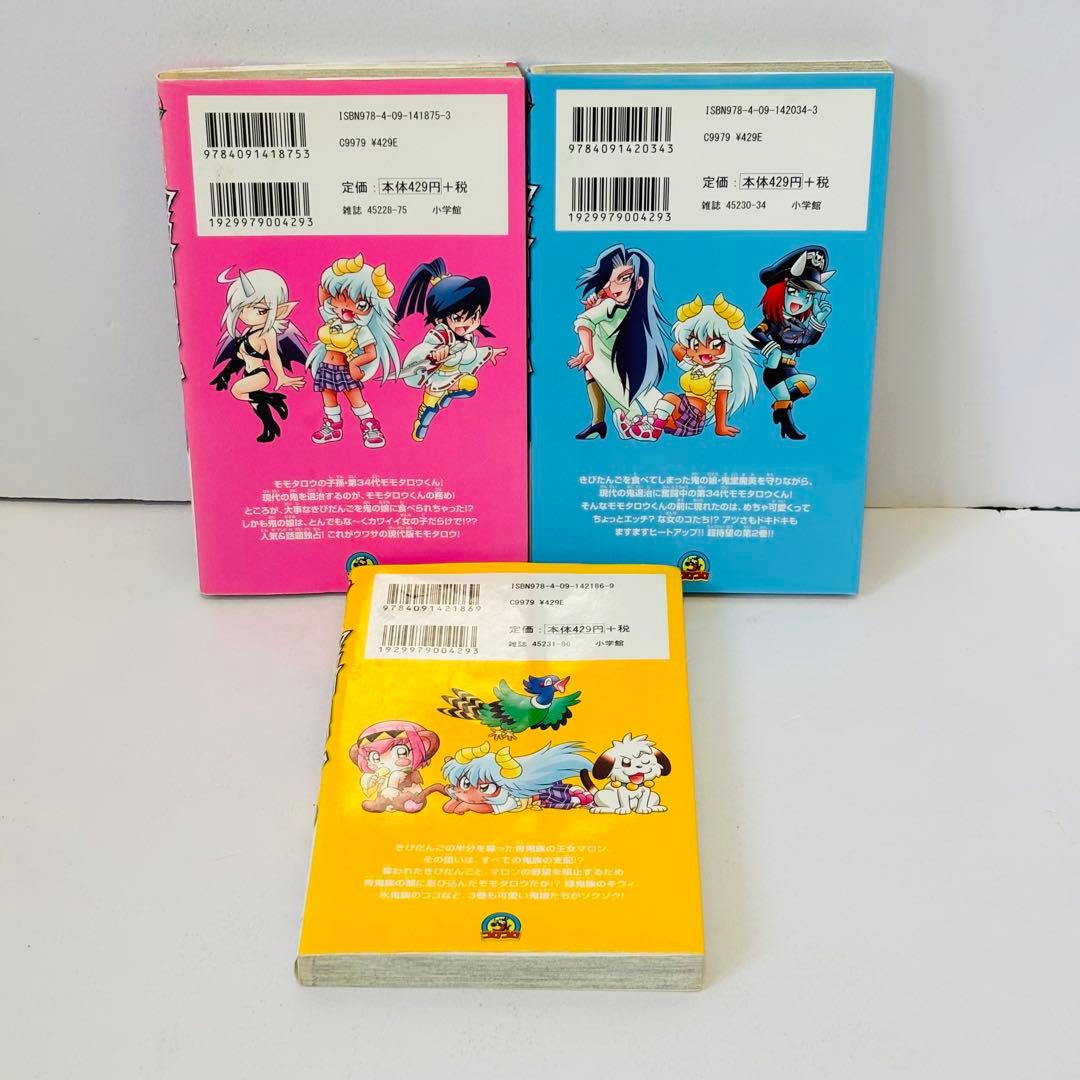 ISBN978-4-09-141875-3
9784091418753
C9979 ¥429E
定価：本体429円＋税
1929979004293
雑誌 45228-75 小学館
モモタロウの子孫・第34代モモタロウくん!
現代の鬼を退治するのが、モモタロウくんの務め!
ところが、大事なきびだんごを鬼の娘に食べられちゃった!?
しかも鬼の娘は、とんでもな〜くカワイイ女の子だらけで!??
人気&話題独占! これがウワサの現代版モモタロウ!
ISBN978-4-09-142034-3
9784091420343
C9979 ¥429E
定価：本体429円＋税
1929979004293
雑誌 45230-34 小学館
きびだんごを食べてしまった鬼の娘・鬼堂魔美を守りながら、
現代の鬼退治に奮闘中の第34代モモタロウくん!
そんなモモタロウくんの前に現れたのは、めちゃ可愛くって
ちょっとエッチ? な女のコたち!? アツさもドキドキも
ますますヒートアップ!! 超待望の第2巻!!
コロコロ
ISBN978-4-09-142186-9
9784091421869
C9979 ¥429E
定価：本体429円＋税
1929979004293
雑誌 45231-86 小学館
きびだんごの半分を奪った青鬼族の王女マロン。
その狙いは、すべての鬼族の支配!?
奪われたきびだんごと、マロンの野望を阻止するため
青鬼族の館に忍び込んだモモタロウだが!? 緑鬼族のキウィ、
氷鬼族のココなど、3巻も可愛い鬼娘たちがゾクゾク!
コロコロ